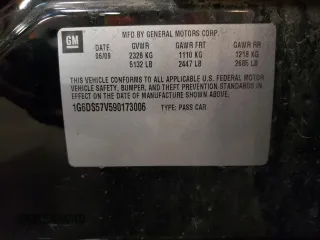 GM
MFD BY GENERAL MOTORS CORP.
DATE GVWR GAWR FRT GAWR RR
06/09 2328 KG 1110 KG 1218 KG
5132 LB 2447 LB 2685 LB
THIS VEHICLE CONFORMS TO ALL APPLICABLE U.S. FEDERAL MOTOR
VEHICLE SAFETY, BUMPER, AND THEFT PREVENTION STANDARDS IN
EFFECT ON THE DATE OF MANUFACTURE SHOWN ABOVE.
1G6DS57V590173006 TYPE: PASS CAR